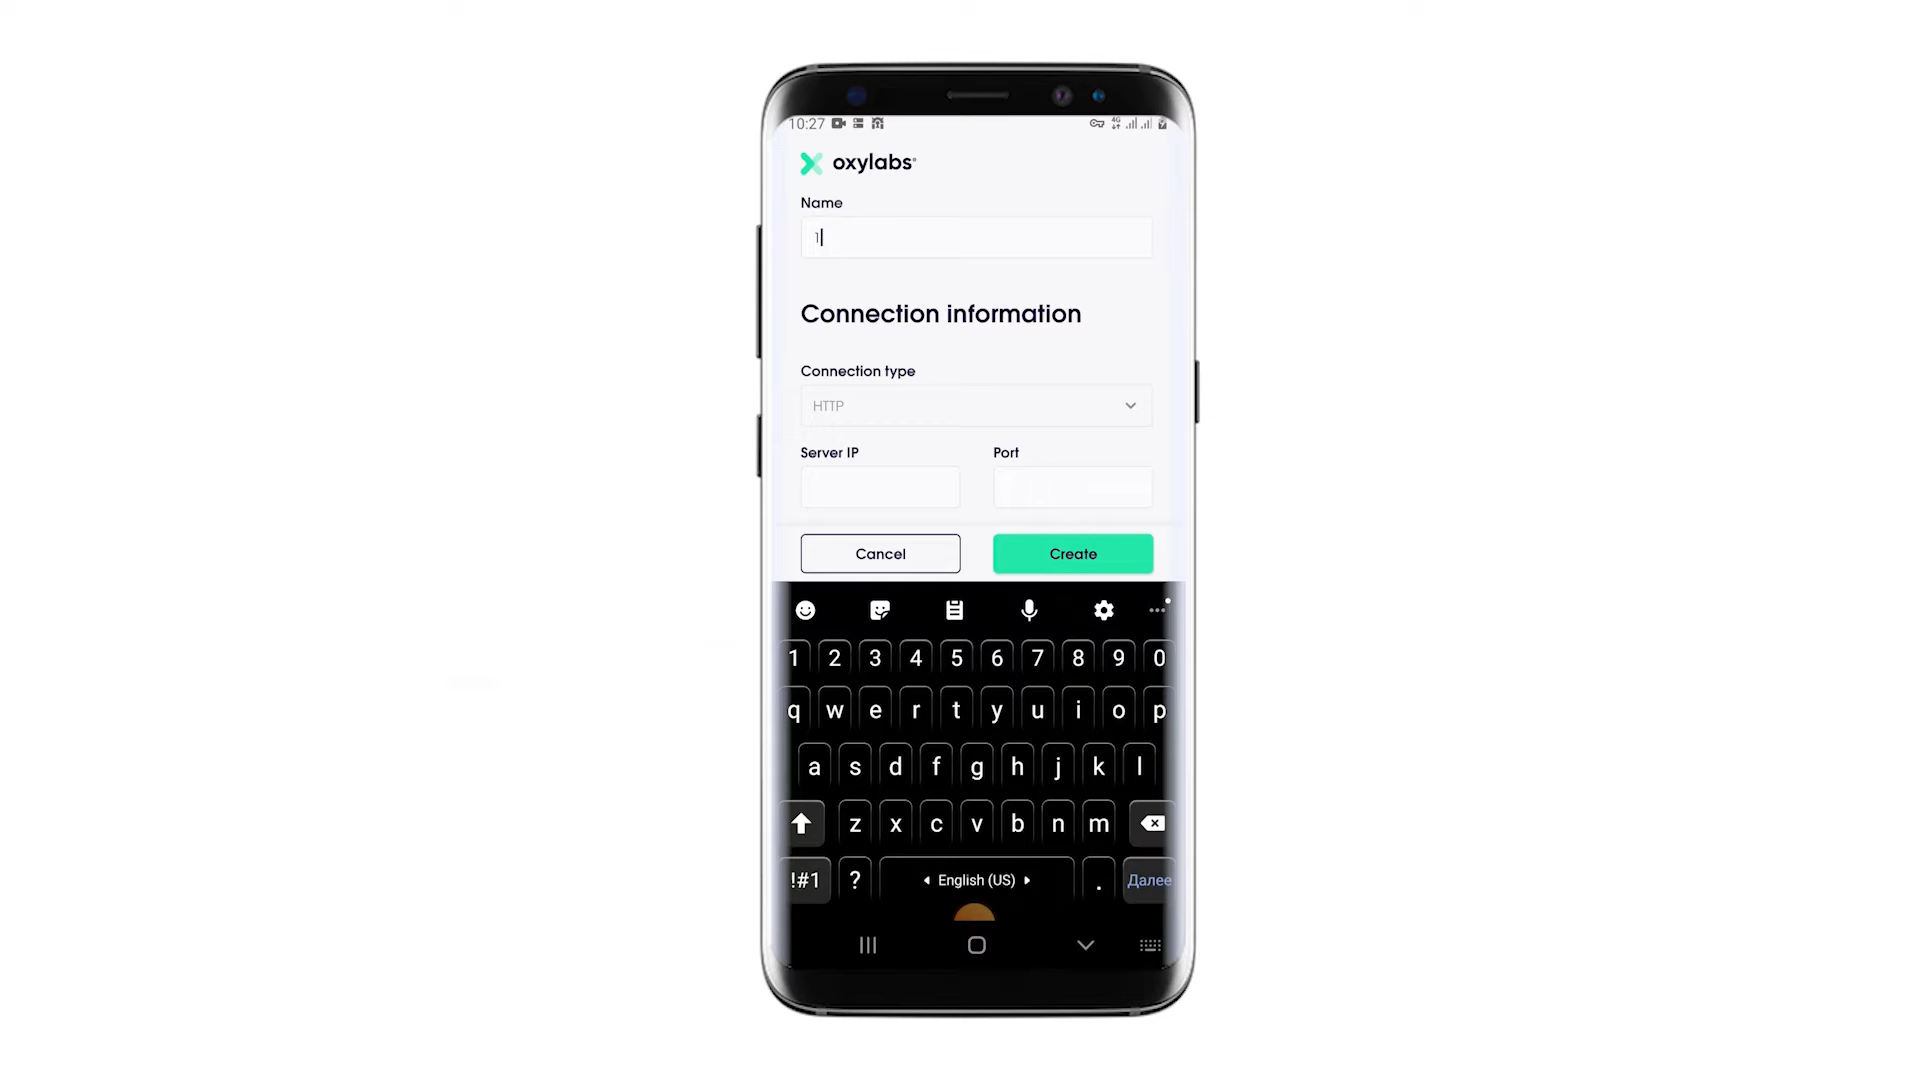 10:27 4G
oxylabs®
Name
1
Connection information
Connection type
HTTP
Server IP Port
Cancel Create
1 2 3 4 5 6 7 8 9 0
q w e r t y u i o p
a s d f g h j k l
z x c v b n m
!#1 ? English (US) . Далее